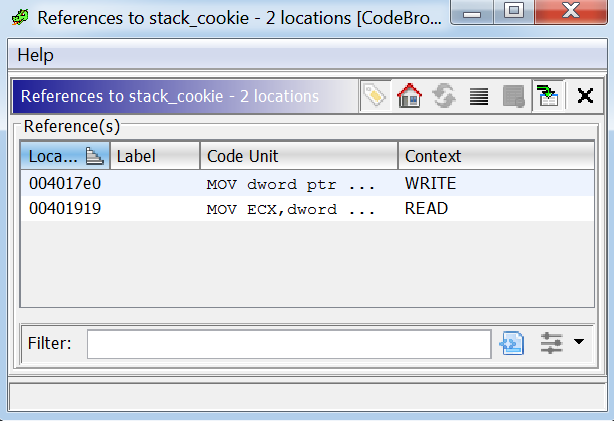 References to stack_cookie - 2 locations [CodeBro...
Help
References to stack_cookie - 2 locations
Reference(s)
Loca... Label Code Unit Context
004017e0 MOV dword ptr ... WRITE
00401919 MOV ECX,dword ... READ
Filter: